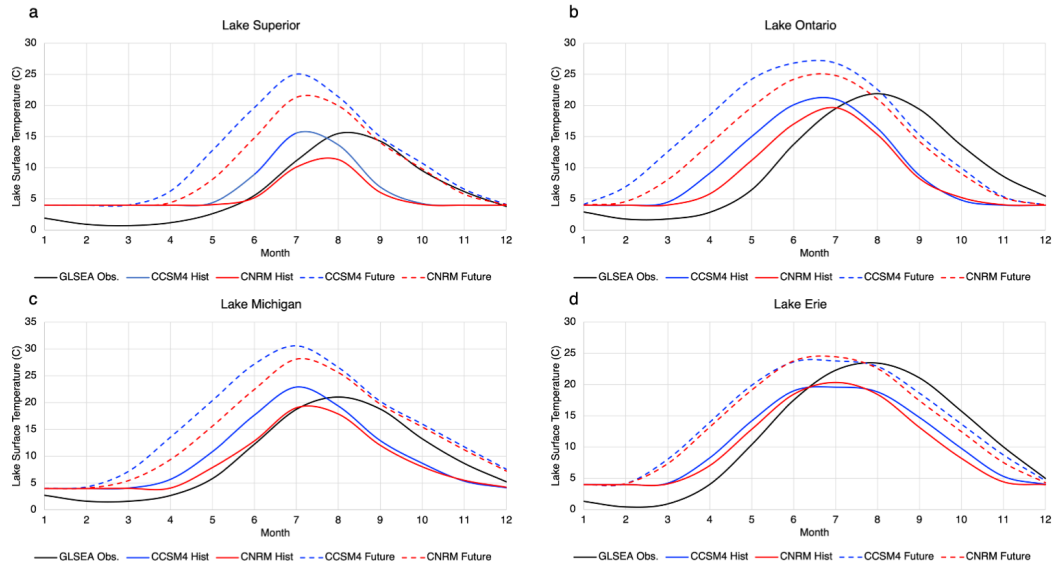 a
Lake Superior
Lake Surface Temperature (C)
30
25
20
15
10
5
0
1 2 3 4 5 6 7 8 9 10 11 12
Month
GLSEA Obs. CCSM4 Hist CNRM Hist CCSM4 Future CNRM Future
b
Lake Ontario
Lake Surface Temperature (C)
30
25
20
15
10
5
0
1 2 3 4 5 6 7 8 9 10 11 12
Month
GLSEA Obs. CCSM4 Hist CNRM Hist CCSM4 Future CNRM Future
c
Lake Michigan
Lake Surface Temperature (C)
35
30
25
20
15
10
5
0
1 2 3 4 5 6 7 8 9 10 11 12
Month
GLSEA Obs. CCSM4 Hist CNRM Hist CCSM4 Future CNRM Future
d
Lake Erie
Lake Surface Temperature (C)
30
25
20
15
10
5
0
1 2 3 4 5 6 7 8 9 10 11 12
Month
GLSEA Obs. CCSM4 Hist CNRM Hist CCSM4 Future CNRM Future